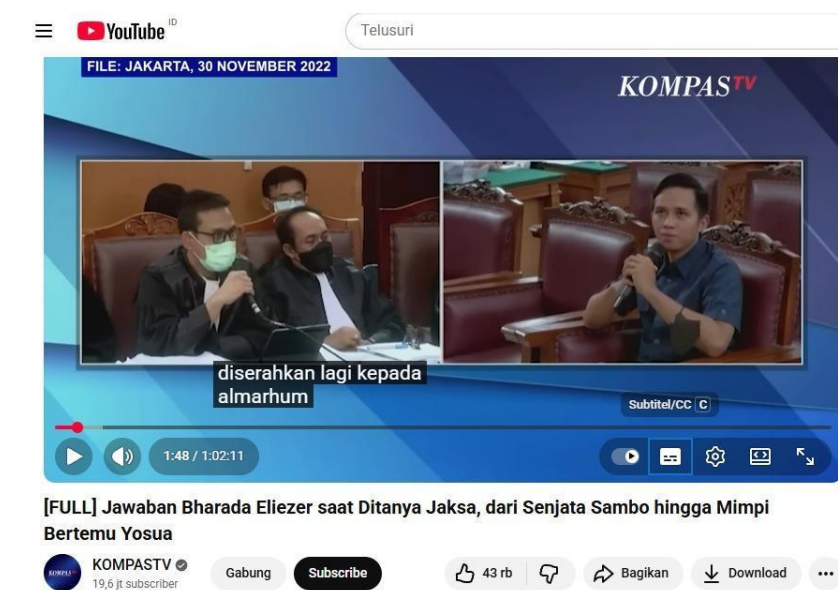 YouTube ID
Telusuri
FILE: JAKARTA, 30 NOVEMBER 2022
KOMPAS TV
diserahkan lagi kepada
almarhum
Subtitel/CC C
1:48 / 1:02:11
[FULL] Jawaban Bharada Eliezer saat Ditanya Jaksa, dari Senjata Sambo hingga Mimpi
Bertemu Yosua
KOMPAS
KOMPASTV
19,6 jt subscriber
Gabung
Subscribe
43 rb
Bagikan
Download